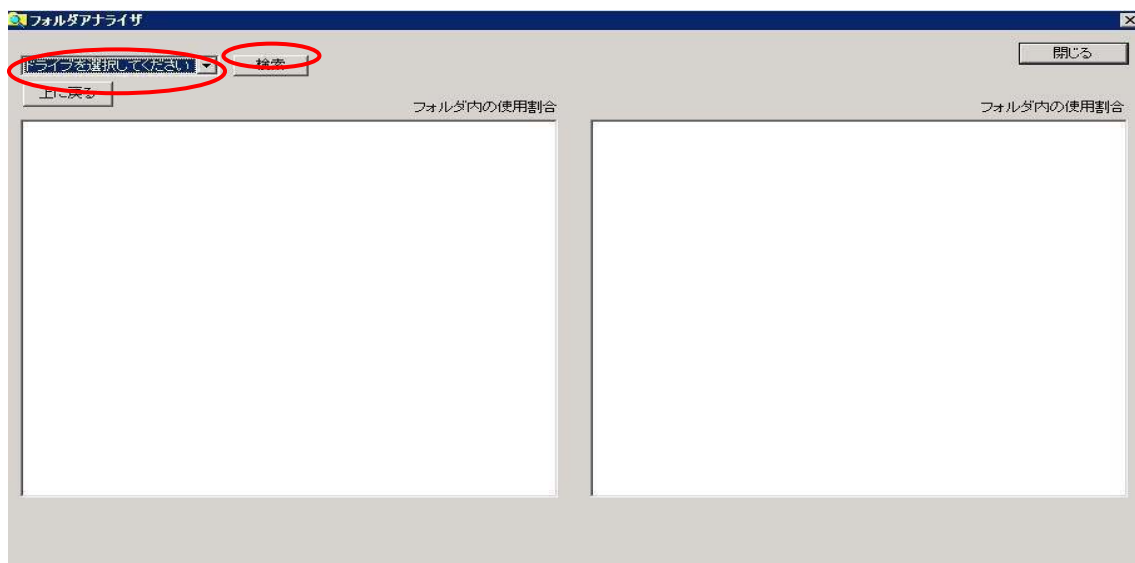 フォルダアナライザ
閉じる
ドライブを選択してください
検索
上に戻る
フォルダ内の使用割合
フォルダ内の使用割合